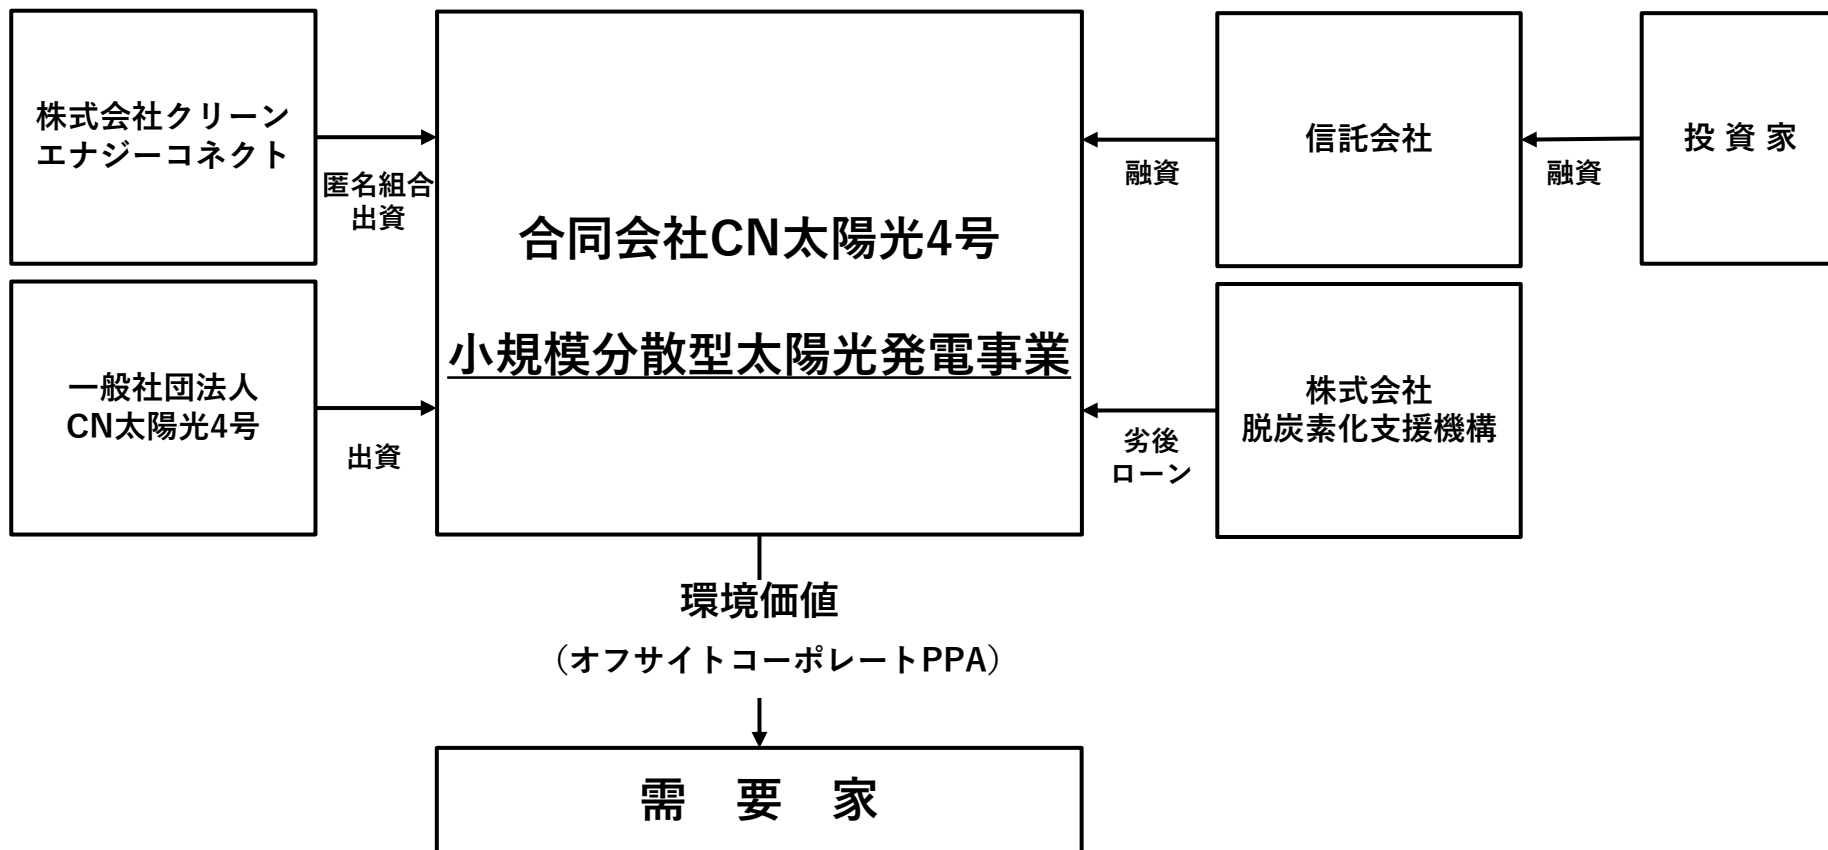 株式会社クリーン
エナジーコネクト
匿名組合
出資
一般社団法人
CN太陽光4号
出資
合同会社CN太陽光4号
小規模分散型太陽光発電事業
信託会社
融資
投 資 家
融資
株式会社
脱炭素化支援機構
劣後
ローン
環境価値
（オフサイトコーポレートPPA）
需　要　家